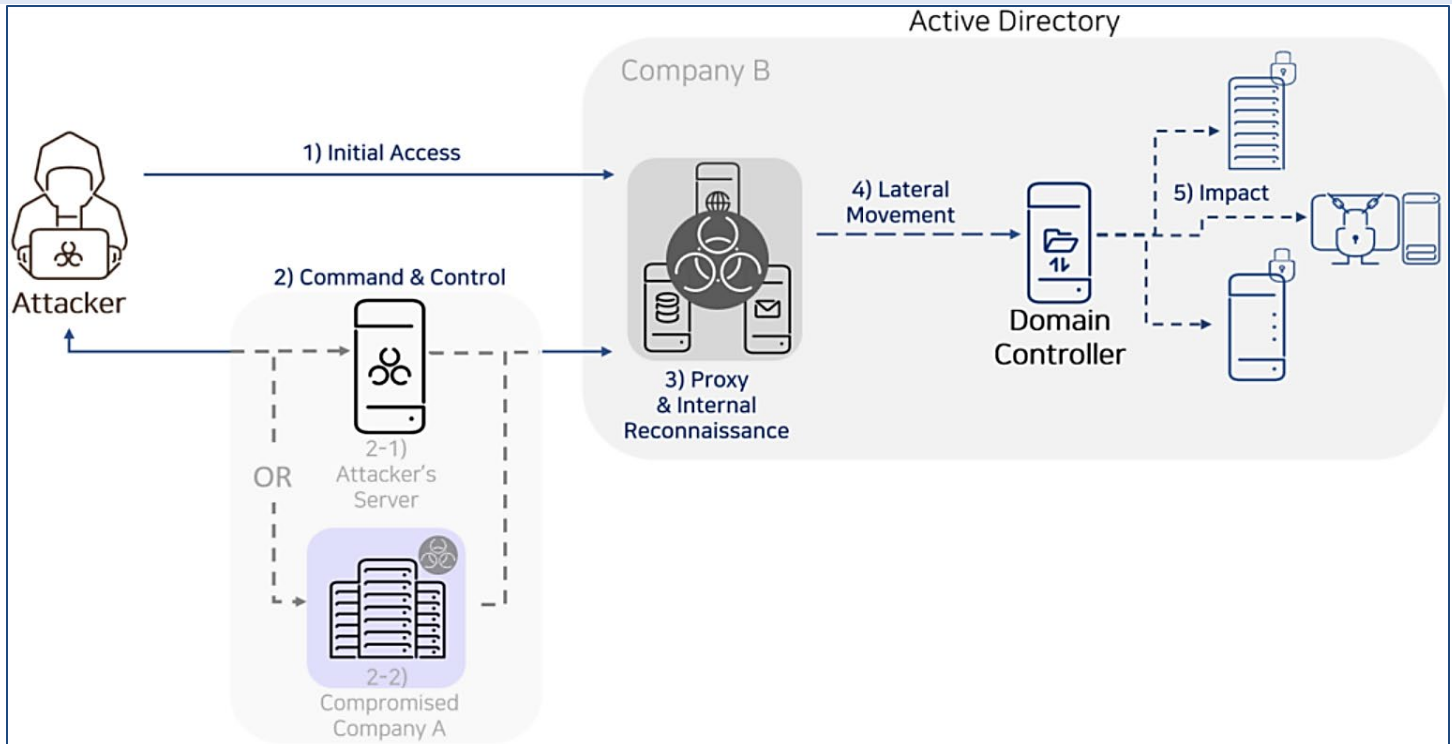 Active Directory
Company B
1) Initial Access
4) Lateral
Movement
5) Impact
Attacker
2) Command & Control
Domain
Controller
3) Proxy
& Internal
Reconnaissance
2-1)
Attacker's
Server
OR
2-2)
Compromised
Company A